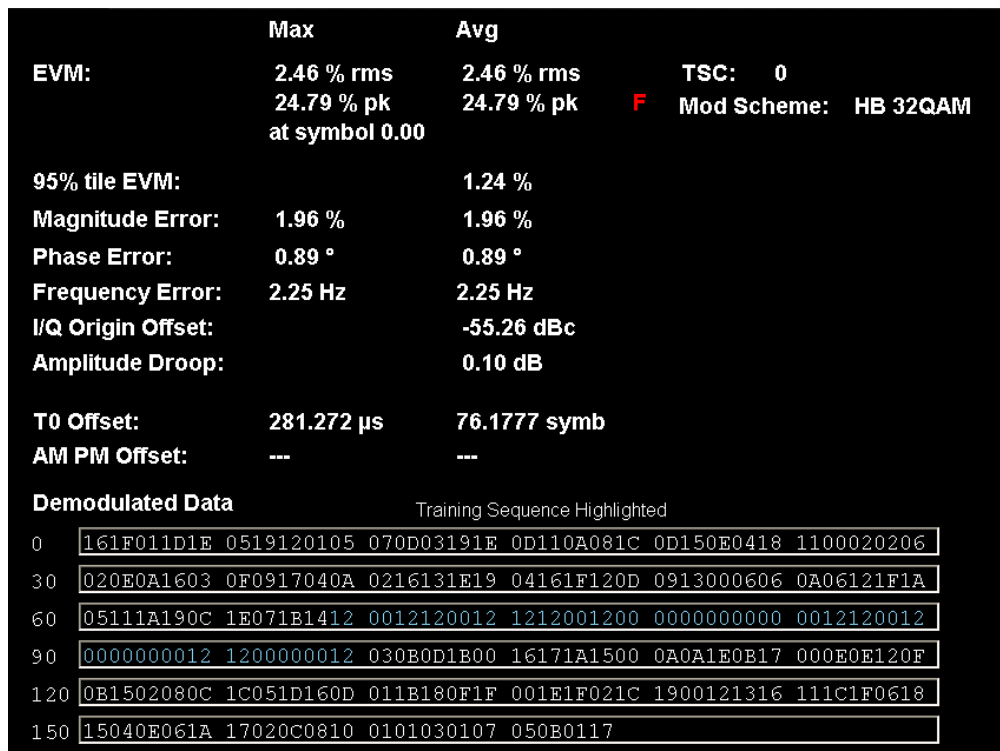 Max Avg
EVM: 2.46 % rms 2.46 % rms TSC: 0
24.79 % pk 24.79 % pk F Mod Scheme: HB 32QAM
at symbol 0.00
95% tile EVM: 1.24 %
Magnitude Error: 1.96 % 1.96 %
Phase Error: 0.89 ° 0.89 °
Frequency Error: 2.25 Hz 2.25 Hz
I/Q Origin Offset: -55.26 dBc
Amplitude Droop: 0.10 dB
T0 Offset: 281.272 µs 76.1777 symb
AM PM Offset: --- ---
Demodulated Data Training Sequence Highlighted
0 161F011D1E 0519120105 070D03191E 0D110A081C 0D150E0418 1100020206
30 020E0A1603 0F0917040A 0216131E19 04161F120D 0913000606 0A06121F1A
60 05111A190C 1E071B1412 0012120012 1212001200 0000000000 0012120012
90 0000000012 1200000012 030B0D1B00 16171A1500 0A0A1E0B17 000E0E120F
120 0B1502080C 1C051D160D 011B180F1F 001E1F021C 1900121316 111C1F0618
150 15040E061A 17020C0810 0101030107 050B0117